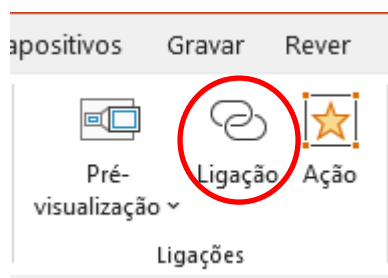 apositivos Gravar Rever
Pré-
visualização Ligação Ação
Ligações